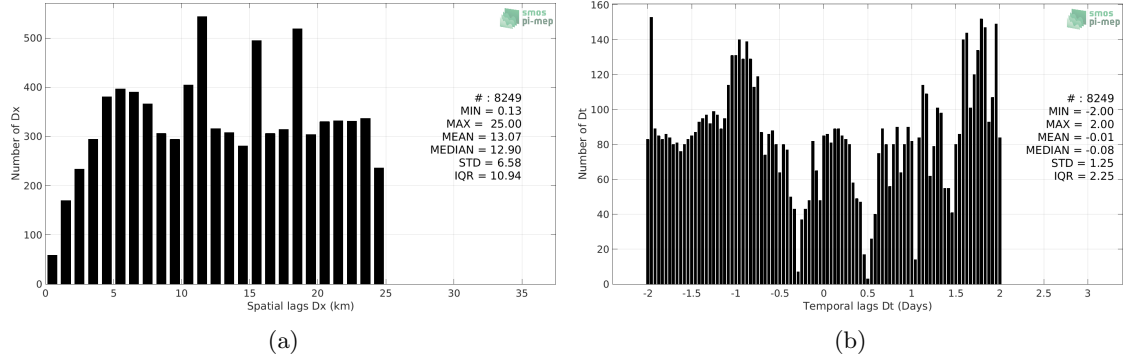 smos
pi-mep
Number of Dx
0
100
200
300
400
500
# : 8249
MIN = 0.13
MAX = 25.00
MEAN = 13.07
MEDIAN = 12.90
STD = 6.58
IQR = 10.94
0 5 10 15 20 25 30 35
Spatial lags Dx (km)
(a)
smos
pi-mep
Number of Dt
0
20
40
60
80
100
120
140
160
# : 8249
MIN = -2.00
MAX = 2.00
MEAN = -0.01
MEDIAN = -0.08
STD = 1.25
IQR = 2.25
-2 -1.5 -1 -0.5 0 0.5 1 1.5 2 2.5 3
Temporal lags Dt (Days)
(b)